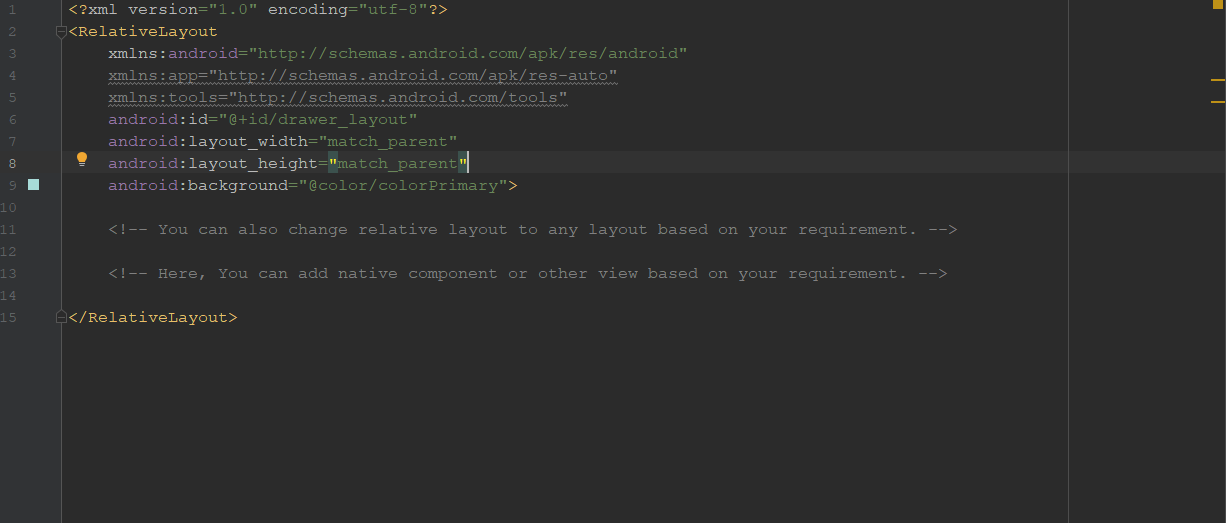 1 <?xml version="1.0" encoding="utf-8"?>
2 <RelativeLayout
3 xmlns:android="http://schemas.android.com/apk/res/android"
4 xmlns:app="http://schemas.android.com/apk/res-auto"
5 xmlns:tools="http://schemas.android.com/tools"
6 android:id="@+id/drawer_layout"
7 android:layout_width="match_parent"
8 android:layout_height="match_parent"
9 android:background="@color/colorPrimary">
10
11 <!-- You can also change relative layout to any layout based on your requirement. -->
12
13 <!-- Here, You can add native component or other view based on your requirement. -->
14
15 </RelativeLayout>